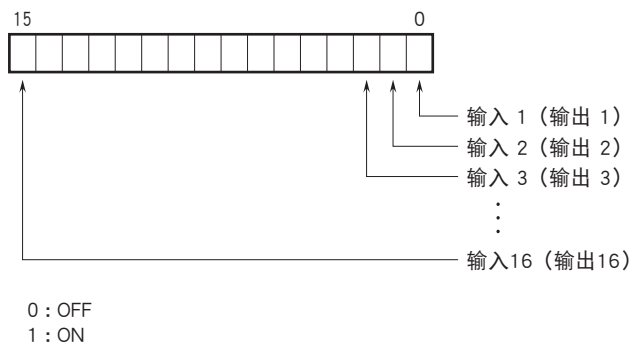 15 0
输入 1（输出 1）
输入 2（输出 2）
输入 3（输出 3）
⋮
输入16（输出16）
0：OFF
1：ON